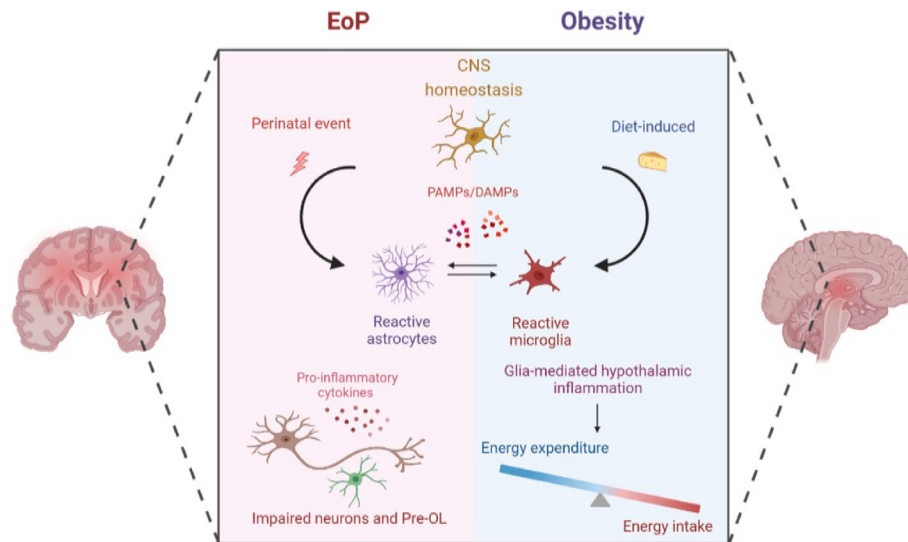 EoP
Obesity
CNS
homeostasis
Perinatal event
Diet-induced
PAMPs/DAMPs
Reactive
astrocytes
Reactive
microglia
Pro-inflammatory
cytokines
Glia-mediated hypothalamic
inflammation
Energy expenditure
Impaired neurons and Pre-OL
Energy intake